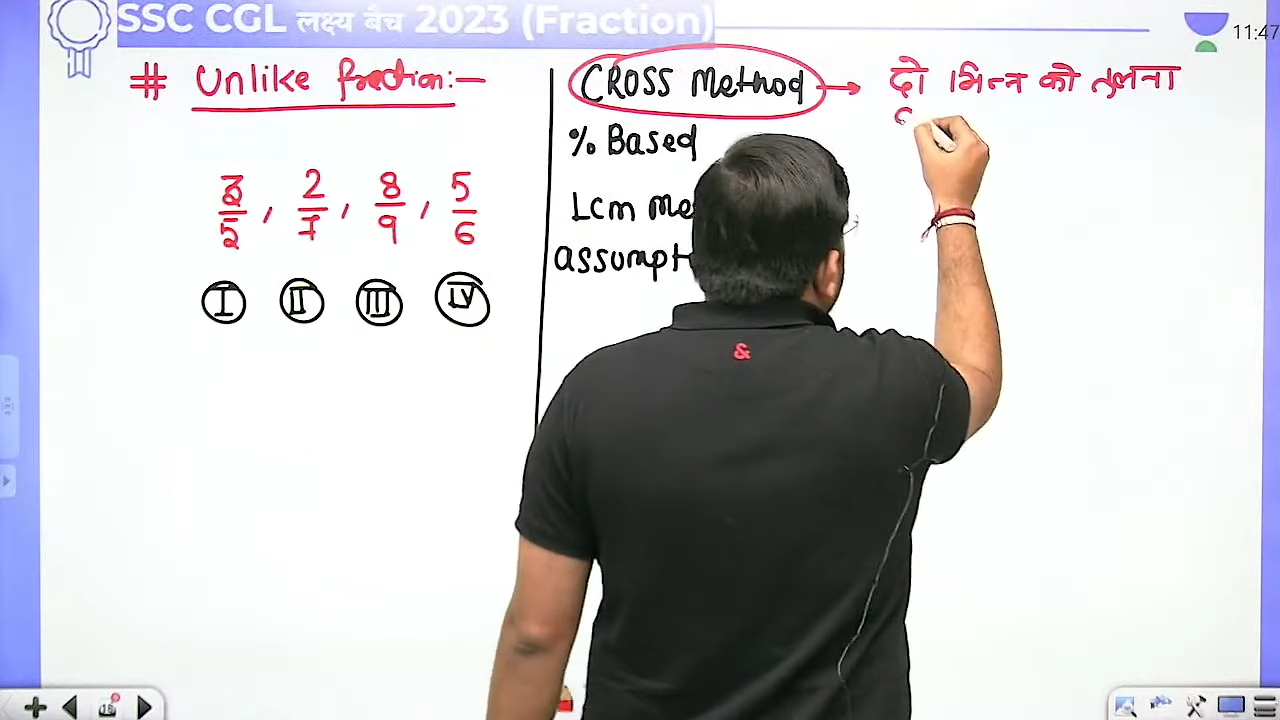 SSC CGL लक्ष्य बेच 2023 (Fraction)
11:47
# Unlike fraction:-
CROSS Method → दो भिन्न को तुलना
% Based
Lcm Me
assumpt
3/5 , 2/7 , 8/9 , 5/6
I II III IV
&